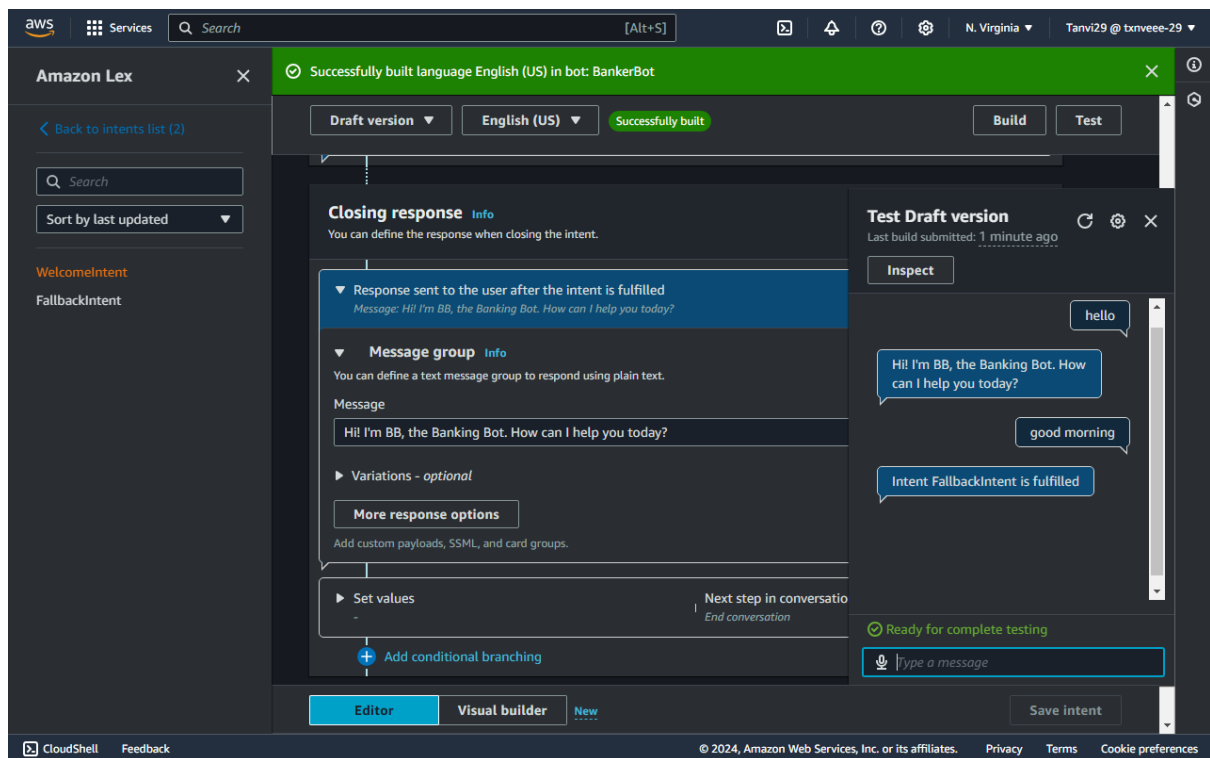 aws Services Search [Alt+S] N. Virginia ▼ Tanvi29 @ txnveee-29 ▼
Amazon Lex
Back to intents list (2)
Search
Sort by last updated ▼
WelcomeIntent
FallbackIntent
Successfully built language English (US) in bot: BankerBot
Draft version ▼ English (US) ▼ Successfully built Build Test
Closing response Info
You can define the response when closing the intent.
▼ Response sent to the user after the intent is fulfilled
Message: Hi! I'm BB, the Banking Bot. How can I help you today?
▼ Message group Info
You can define a text message group to respond using plain text.
Message
Hi! I'm BB, the Banking Bot. How can I help you today?
▶ Variations - optional
More response options
Add custom payloads, SSML, and card groups.
▶ Set values
-
Next step in conversatio
End conversation
Add conditional branching
Editor Visual builder New Save intent
Test Draft version
Last build submitted: 1 minute ago
Inspect
hello
Hi! I'm BB, the Banking Bot. How
can I help you today?
good morning
Intent FallbackIntent is fulfilled
Ready for complete testing
Type a message
CloudShell Feedback © 2024, Amazon Web Services, Inc. or its affiliates. Privacy Terms Cookie preferences